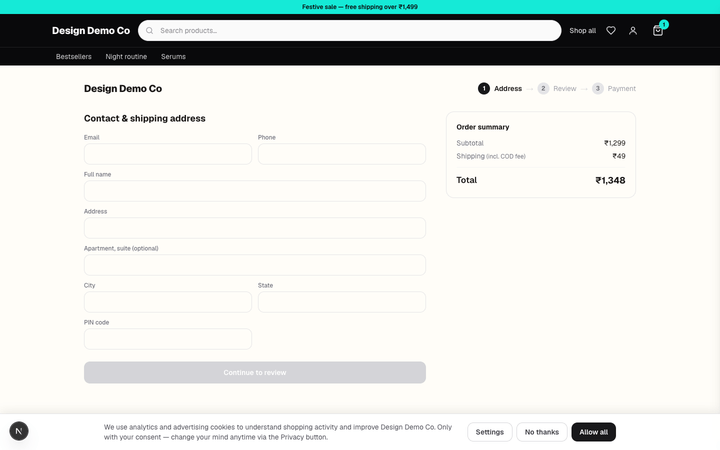 Festive sale — free shipping over ₹1,499
Design Demo Co
Search products...
Shop all
1
Bestsellers
Night routine
Serums
Design Demo Co
1 Address → 2 Review → 3 Payment
Contact & shipping address
Email
Phone
Full name
Address
Apartment, suite (optional)
City
State
PIN code
Continue to review
Order summary
Subtotal ₹1,299
Shipping (incl. COD fee) ₹49
Total ₹1,348
N
We use analytics and advertising cookies to understand shopping activity and improve Design Demo Co. Only
with your consent — change your mind anytime via the Privacy button.
Settings
No thanks
Allow all